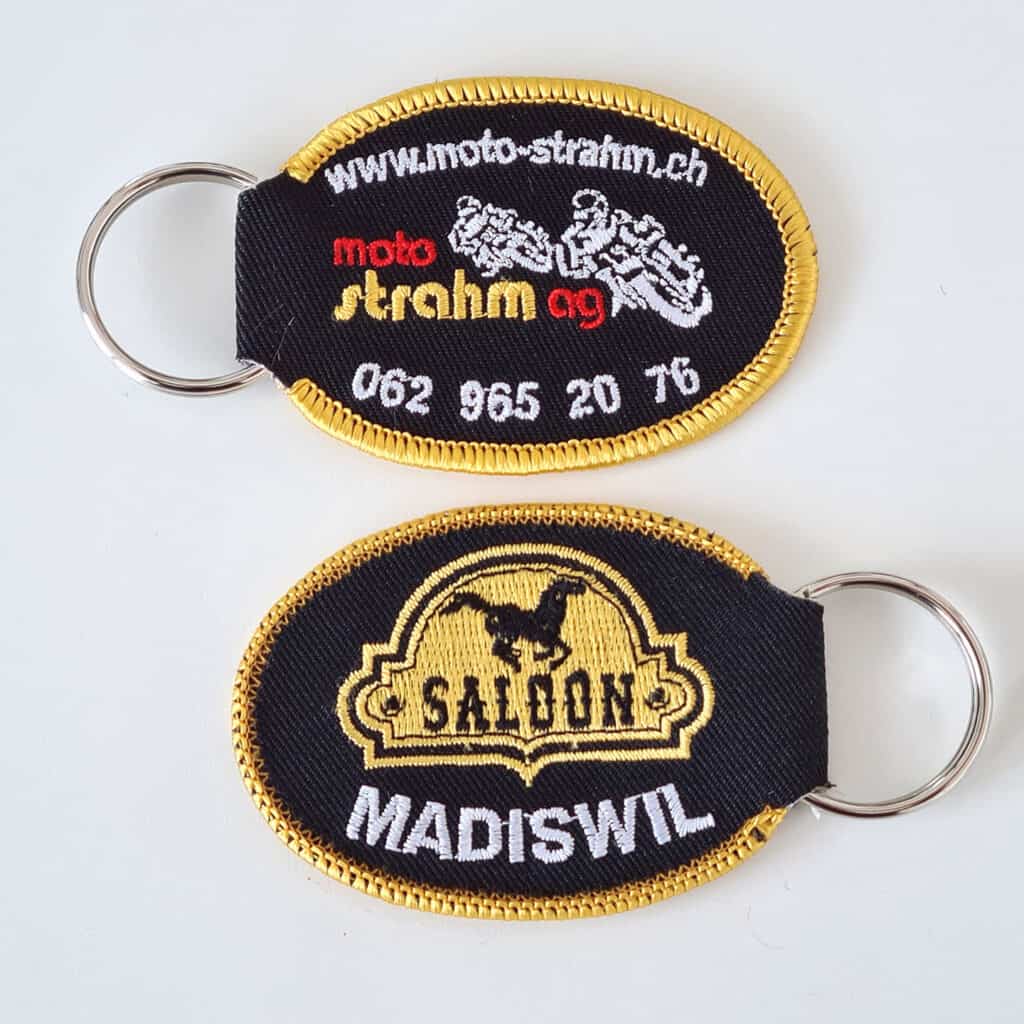 www.moto-strahm.ch
moto
strahm ag
062 965 20 76
SALOON
MADISWIL